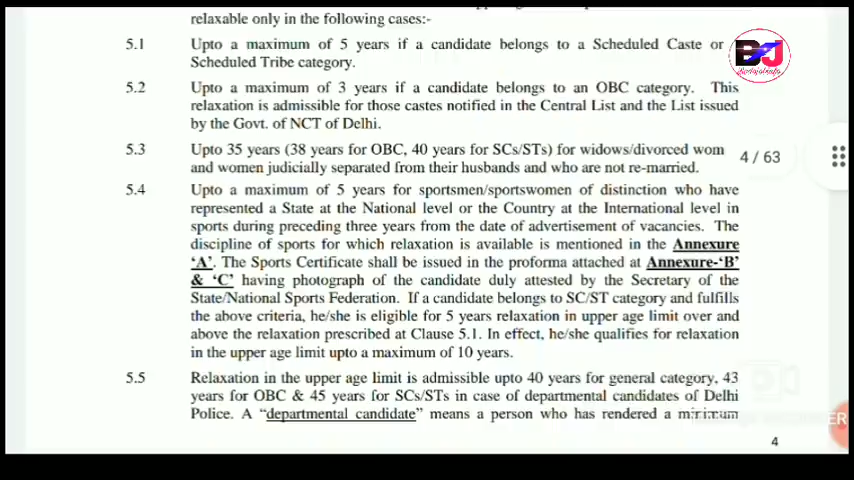 relaxable only in the following cases:-
5.1 Upto a maximum of 5 years if a candidate belongs to a Scheduled Caste or
Scheduled Tribe category.
BJ
5.2 Upto a maximum of 3 years if a candidate belongs to an OBC category. This
relaxation is admissible for those castes notified in the Central List and the List issued
by the Govt. of NCT of Delhi.
5.3 Upto 35 years (38 years for OBC, 40 years for SCs/STs) for widows/divorced wom
and women judicially separated from their husbands and who are not re-married.
4 / 63
5.4 Upto a maximum of 5 years for sportsmen/sportswomen of distinction who have
represented a State at the National level or the Country at the International level in
sports during preceding three years from the date of advertisement of vacancies. The
discipline of sports for which relaxation is available is mentioned in the Annexure
‘A’. The Sports Certificate shall be issued in the proforma attached at Annexure-‘B’
& ‘C’ having photograph of the candidate duly attested by the Secretary of the
State/National Sports Federation. If a candidate belongs to SC/ST category and fulfills
the above criteria, he/she is eligible for 5 years relaxation in upper age limit over and
above the relaxation prescribed at Clause 5.1. In effect, he/she qualifies for relaxation
in the upper age limit upto a maximum of 10 years.
5.5 Relaxation in the upper age limit is admissible upto 40 years for general category, 43
years for OBC & 45 years for SCs/STs in case of departmental candidates of Delhi
Police. A “departmental candidate” means a person who has rendered a minimum
ER
4